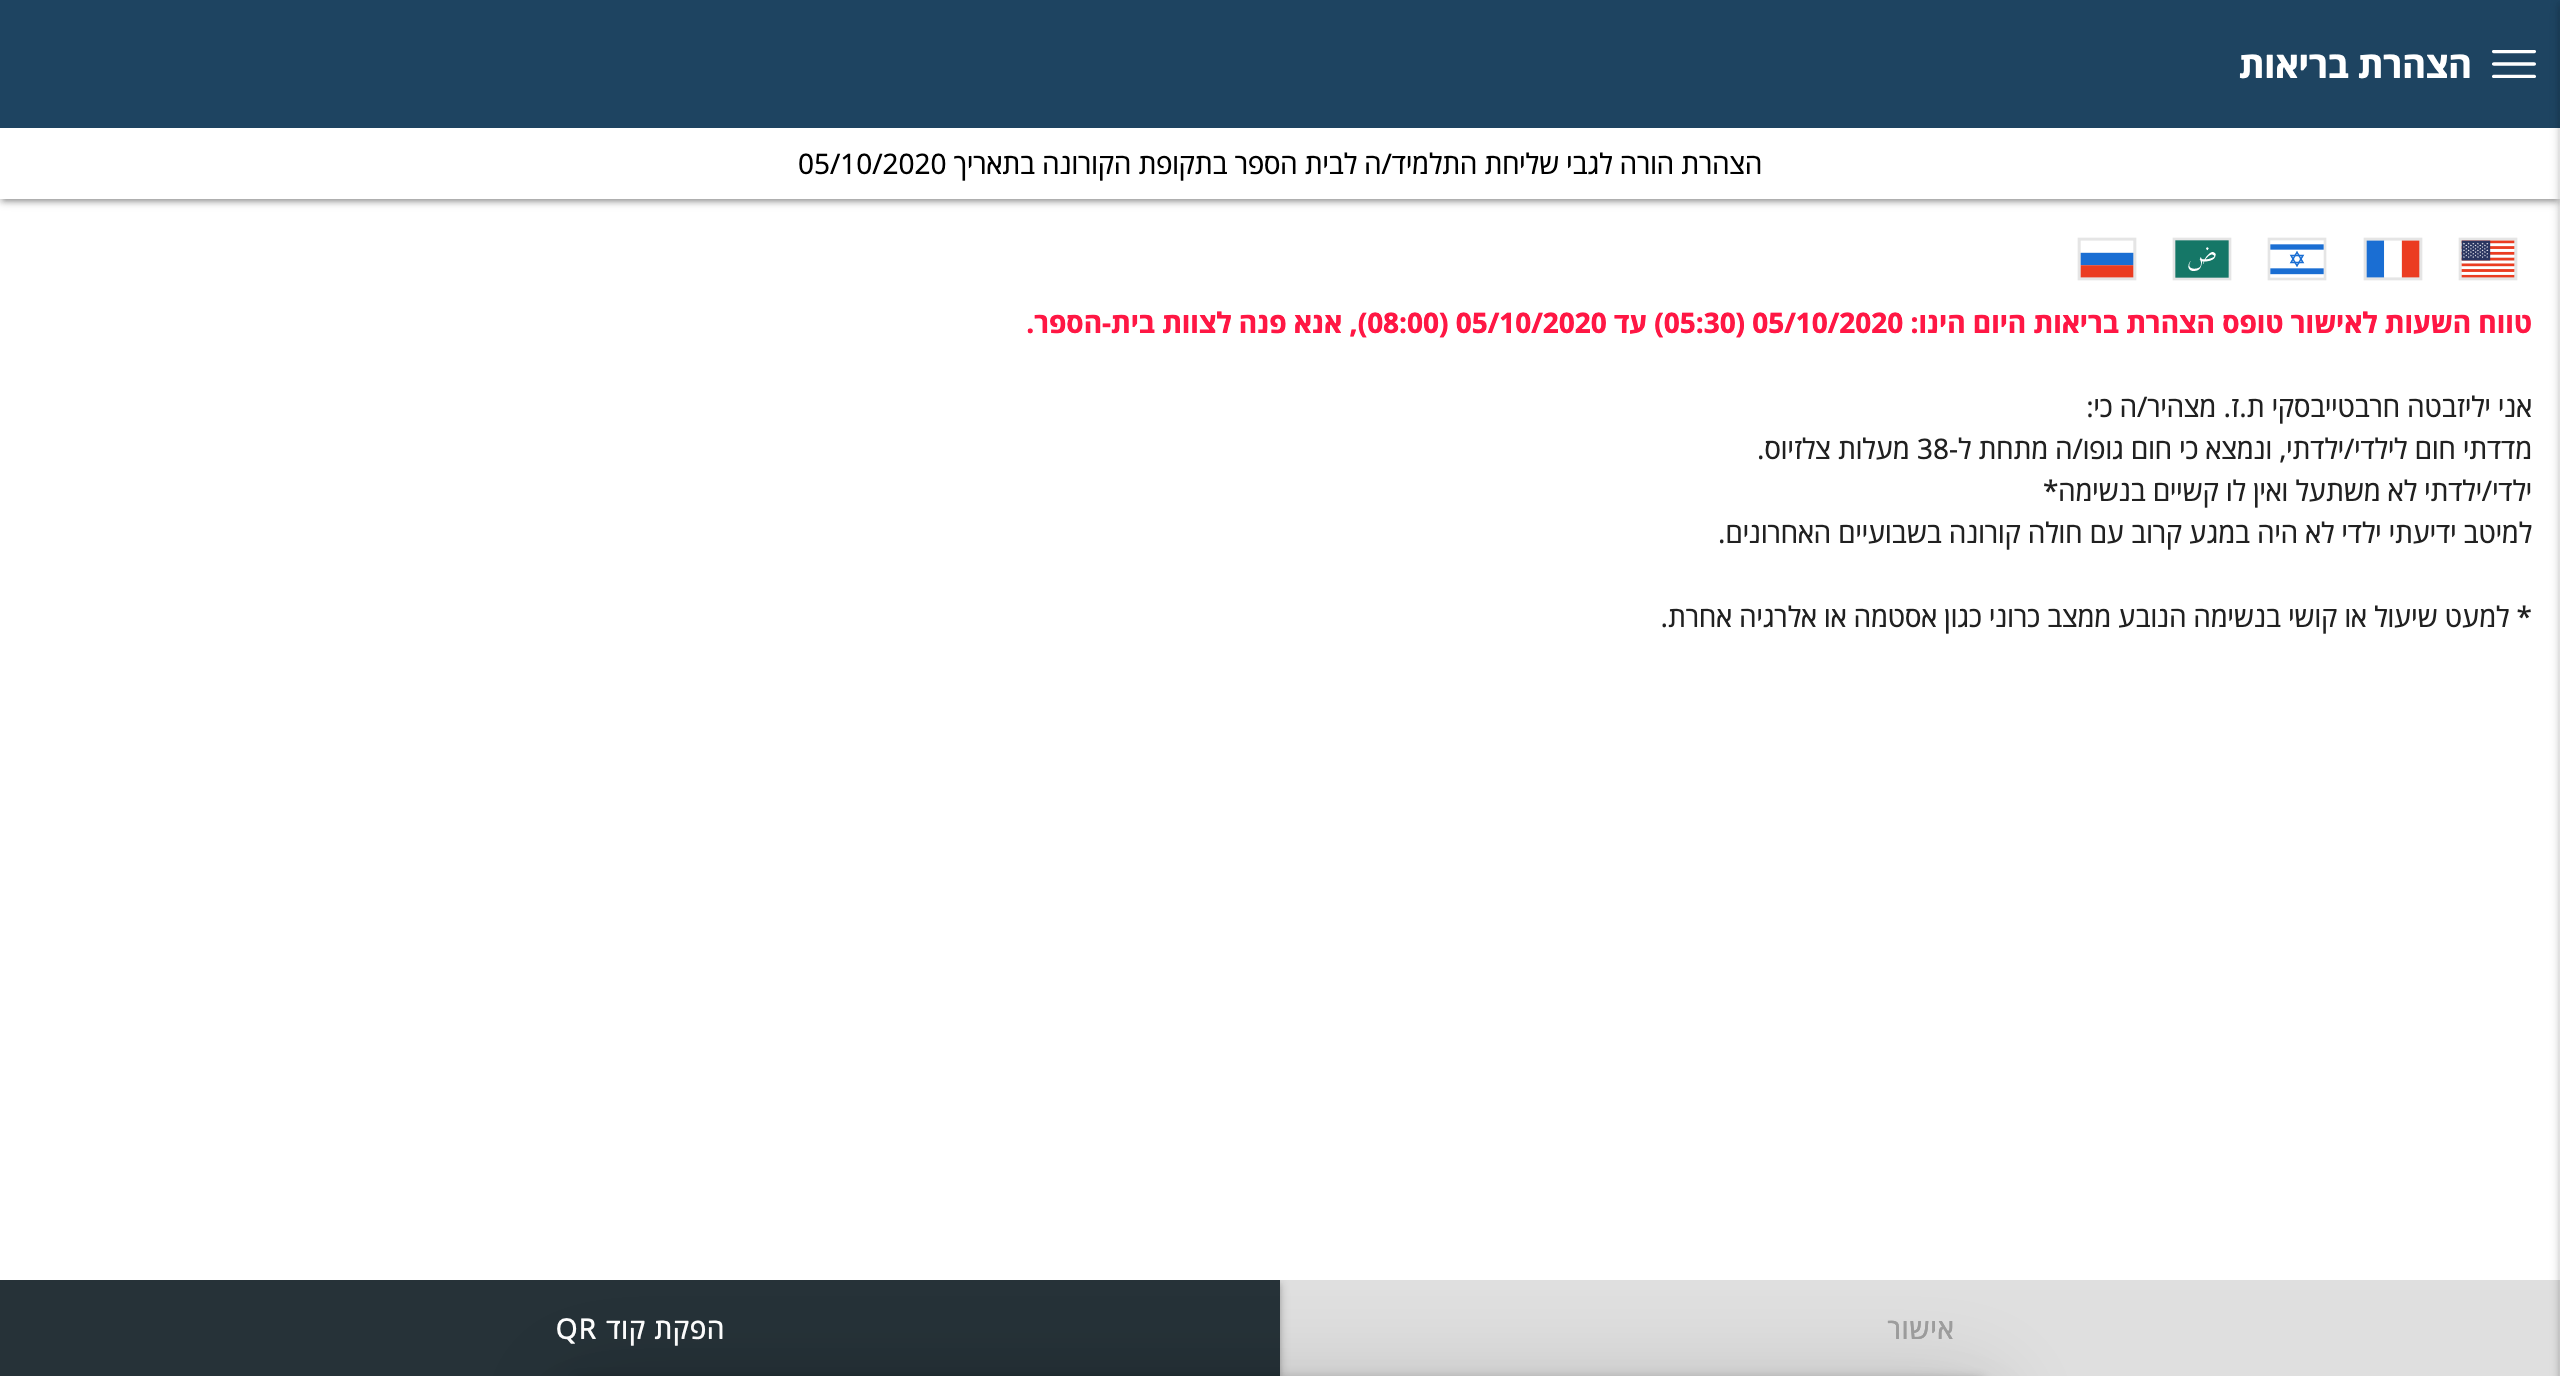 הצהרת בריאות
הצהרת הורה לגבי שליחת התלמיד/ה לבית הספר בתקופת הקורונה בתאריך 05/10/2020
ض
טווח השעות לאישור טופס הצהרת בריאות היום הינו: 05/10/2020 (05:30) עד 05/10/2020 (08:00), אנא פנה לצוות בית-הספר.
אני יליזבטה חרבטייבסקי ת.ז. מצהיר/ה כי:
מדדתי חום לילדי/ילדתי, ונמצא כי חום גופו/ה מתחת ל-38 מעלות צלזיוס.
ילדי/ילדתי לא משתעל ואין לו קשיים בנשימה*
למיטב ידיעתי ילדי לא היה במגע קרוב עם חולה קורונה בשבועיים האחרונים.
* למעט שיעול או קושי בנשימה הנובע ממצב כרוני כגון אסטמה או אלרגיה אחרת.
אישור
הפקת קוד QR